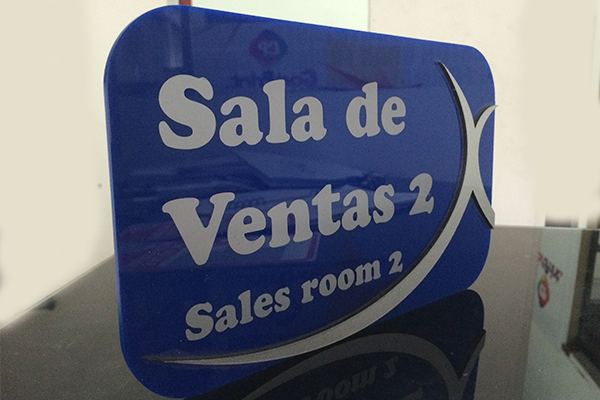 Sala de
Ventas 2
Sales room 2